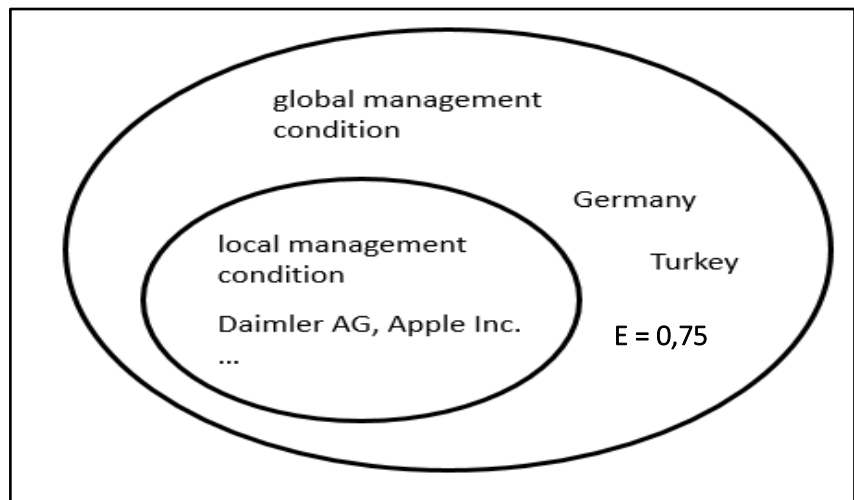 global management
condition
Germany
local management
condition
Turkey
Daimler AG, Apple Inc.
E = 0,75
...